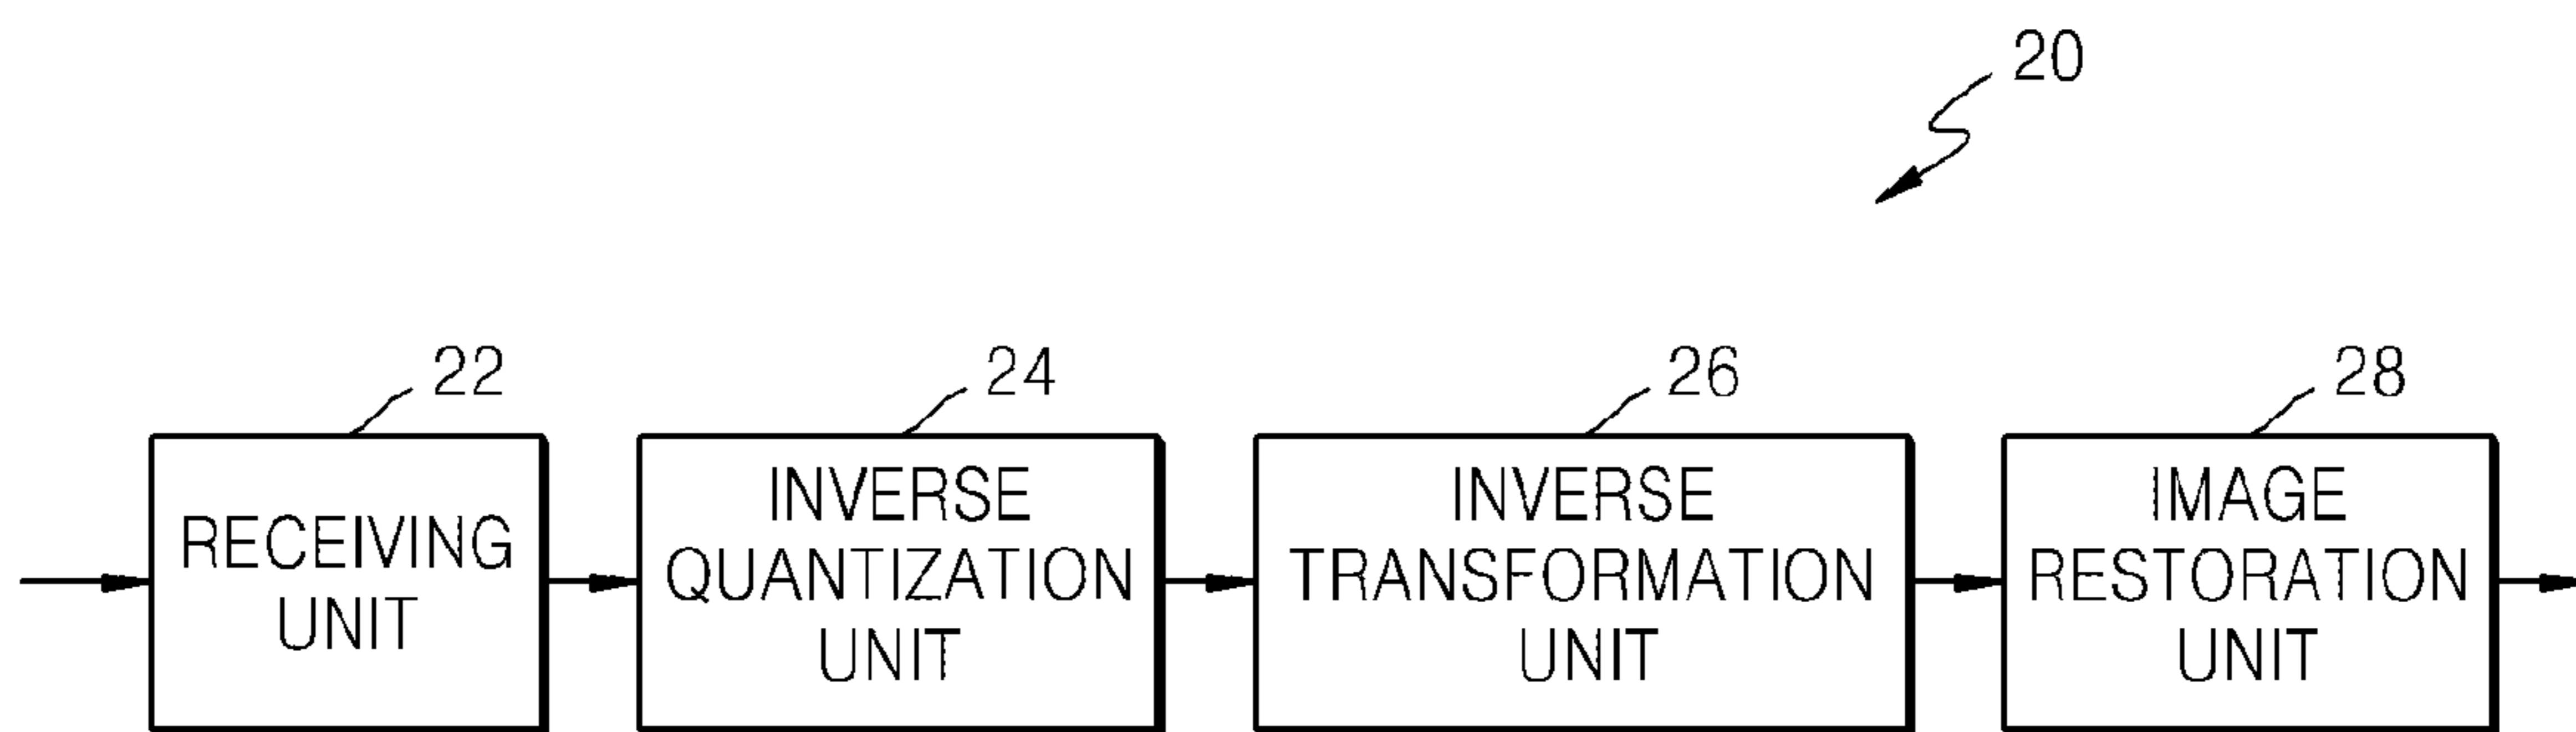 20
22
24
26
28
RECEIVING
UNIT
INVERSE
QUANTIZATION
UNIT
INVERSE
TRANSFORMATION
UNIT
IMAGE
RESTORATION
UNIT